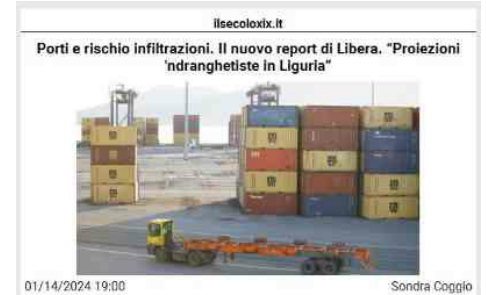 ilsecoloxix.it
Porti e rischio infiltrazioni. Il nuovo report di Libera. “Proiezioni
'ndranghetiste in Liguria”
01/14/2024 19:00
Sondra Coggio